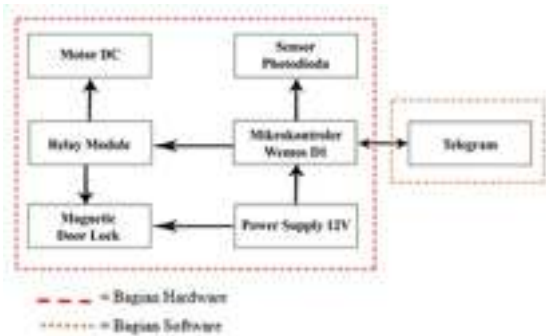 Motor DC
Sensor
Photodioda
Relay Module
Mikrokontroler
Wemos D1
Telegram
Magnetic
Door Lock
Power Supply 12V
= Bagian Hardware
= Bagian Software